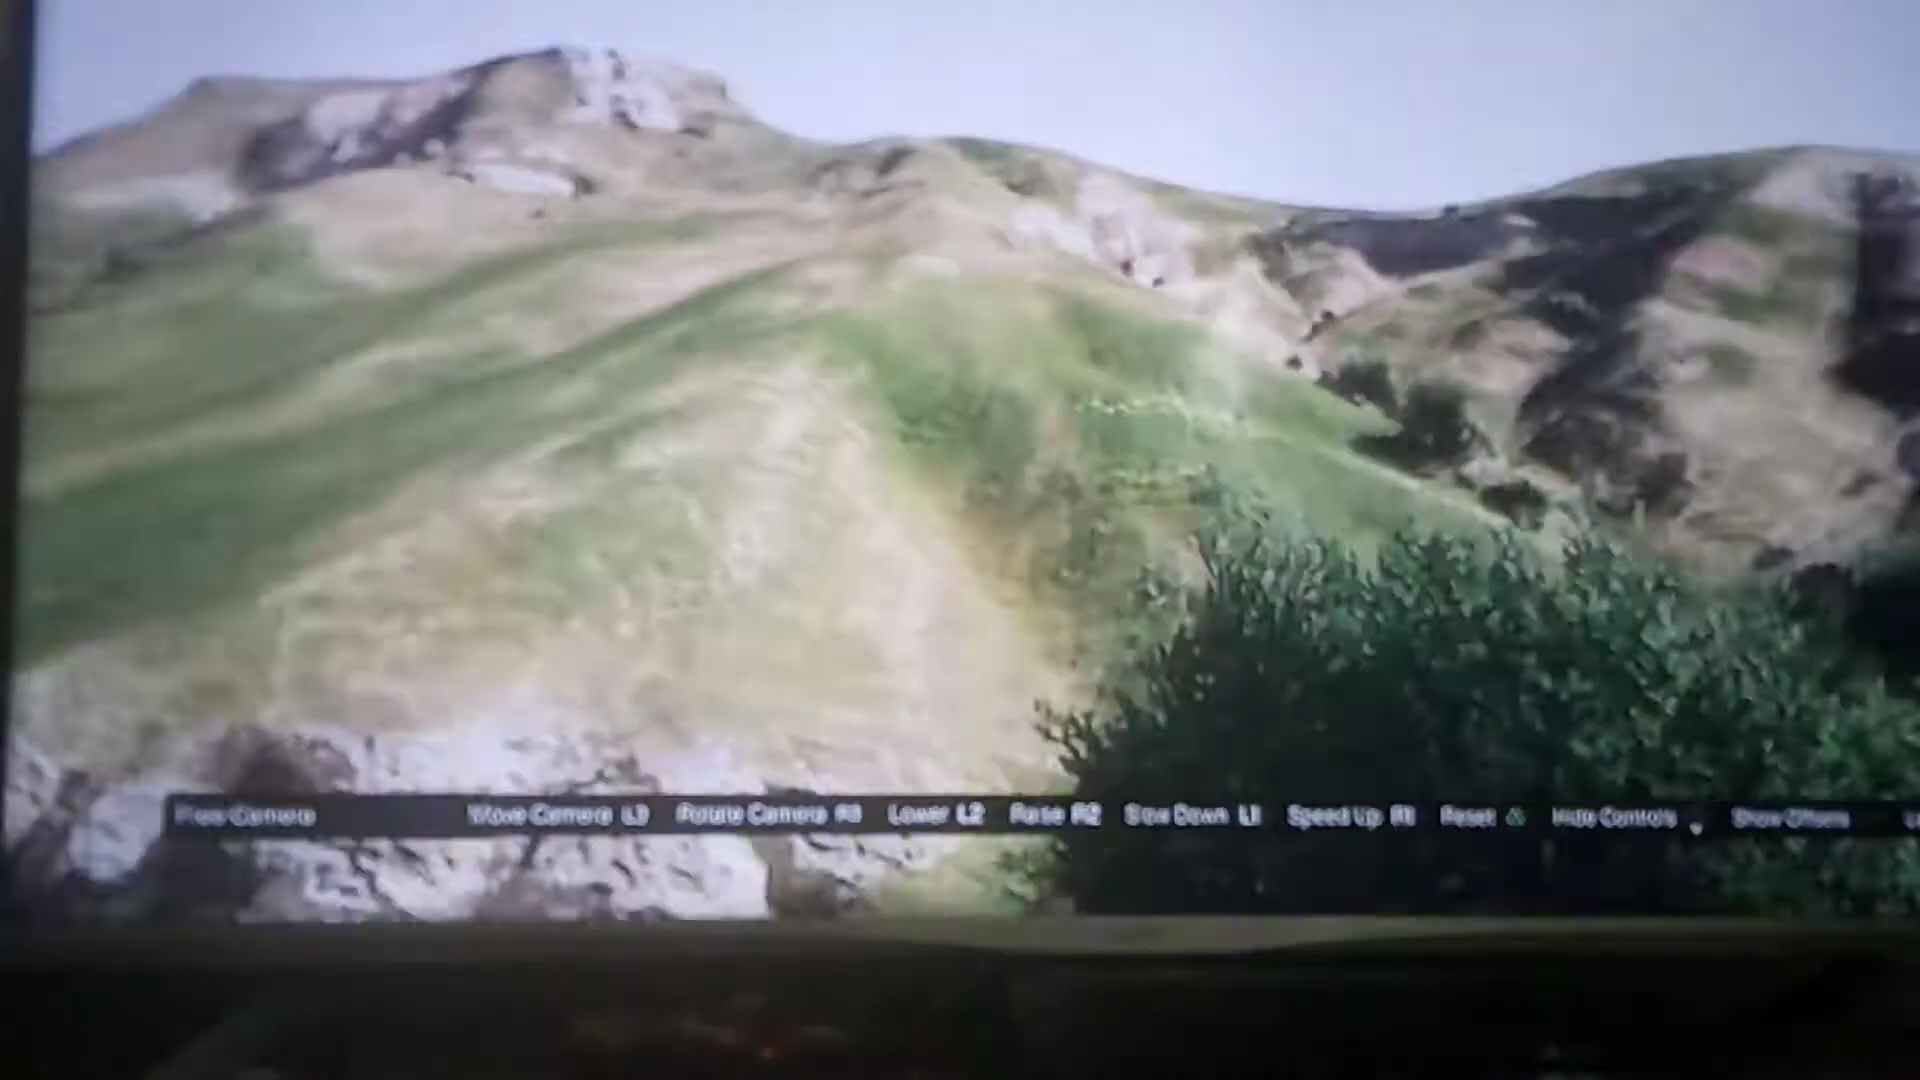 Free Camera Move Camera L3 Rotate Camera R3 Lower L2 Raise R2 Slow Down L1 Speed Up R1 Reset Hide Controls Show Others